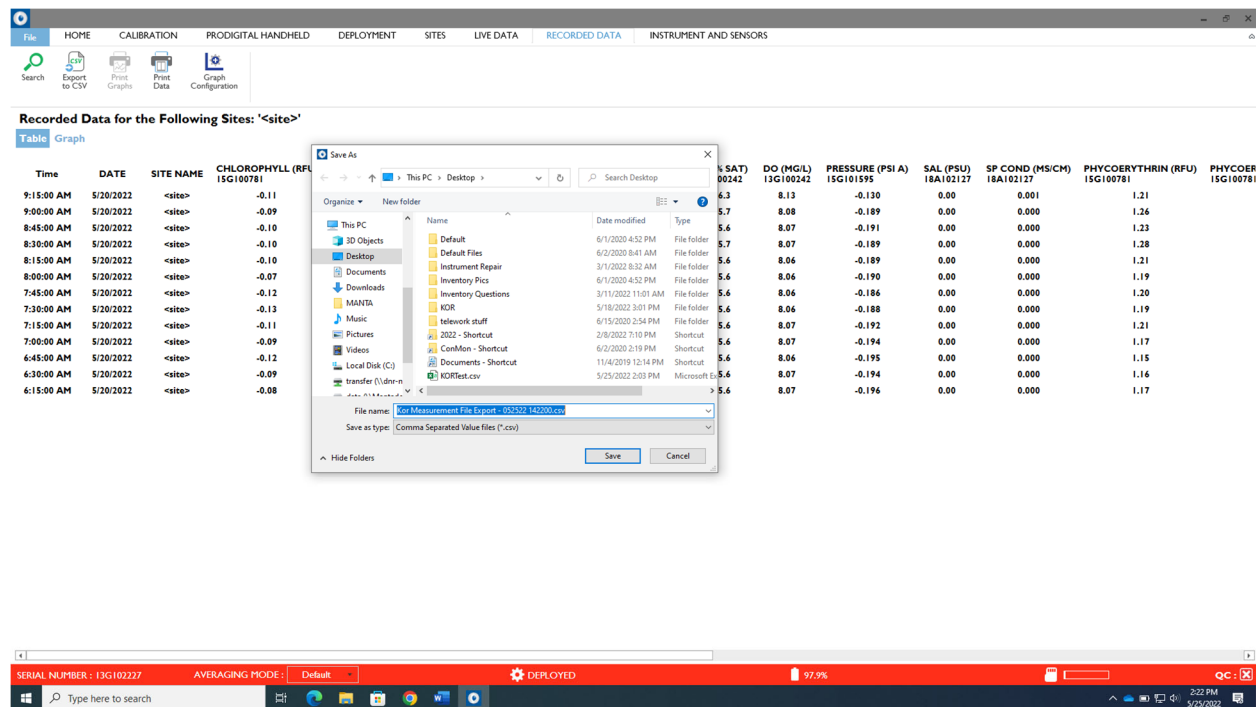 File HOME CALIBRATION PRODIGITAL HANDHELD DEPLOYMENT SITES LIVE DATA RECORDED DATA INSTRUMENT AND SENSORS
Search Export to CSV Print Graphs Print Data Graph Configuration
Recorded Data for the Following Sites: '<site>'
Table Graph
Time DATE SITE NAME CHLOROPHYLL (RFU 15G100781 % SAT) 00242 DO (MG/L) 13G100242 PRESSURE (PSI A) 15G101595 SAL (PSU) 18A102127 SP COND (MS/CM) 18A102127 PHYCOERYTHRIN (RFU) 15G100781 PHYCOER 15G100781
9:15:00 AM 5/20/2022 <site> -0.11 6.3 8.13 -0.130 0.00 0.001 1.21
9:00:00 AM 5/20/2022 <site> -0.09 5.7 8.08 -0.189 0.00 0.000 1.26
8:45:00 AM 5/20/2022 <site> -0.10 5.6 8.07 -0.191 0.00 0.000 1.23
8:30:00 AM 5/20/2022 <site> -0.10 5.7 8.07 -0.189 0.00 0.000 1.28
8:15:00 AM 5/20/2022 <site> -0.10 5.6 8.06 -0.189 0.00 0.000 1.21
8:00:00 AM 5/20/2022 <site> -0.07 5.6 8.06 -0.190 0.00 0.000 1.19
7:45:00 AM 5/20/2022 <site> -0.12 5.6 8.06 -0.186 0.00 0.000 1.20
7:30:00 AM 5/20/2022 <site> -0.13 5.6 8.06 -0.188 0.00 0.000 1.19
7:15:00 AM 5/20/2022 <site> -0.11 5.6 8.07 -0.192 0.00 0.000 1.21
7:00:00 AM 5/20/2022 <site> -0.09 5.6 8.07 -0.194 0.00 0.000 1.17
6:45:00 AM 5/20/2022 <site> -0.12 5.6 8.06 -0.195 0.00 0.000 1.15
6:30:00 AM 5/20/2022 <site> -0.09 5.6 8.07 -0.194 0.00 0.000 1.16
6:15:00 AM 5/20/2022 <site> -0.08 5.6 8.07 -0.196 0.00 0.000 1.17
Save As
This PC > Desktop > Search Desktop
Organize New folder
This PC
3D Objects
Desktop
Documents
Downloads
MANTA
Music
Pictures
Videos
Local Disk (C:)
transfer (\\dnr-n
Name Date modified Type
Default 6/1/2020 4:52 PM File folder
Default Files 6/2/2020 8:41 AM File folder
Instrument Repair 3/1/2022 8:32 AM File folder
Inventory Pics 6/1/2020 4:52 PM File folder
Inventory Questions 3/11/2022 11:01 AM File folder
KOR 5/18/2022 3:01 PM File folder
telework stuff 6/15/2020 2:54 PM File folder
2022 - Shortcut 2/8/2022 7:10 PM Shortcut
ConMon - Shortcut 6/2/2020 2:19 PM Shortcut
Documents - Shortcut 11/4/2019 12:14 PM Shortcut
KORTest.csv 5/25/2022 2:03 PM Microsoft Ex
File name: Kor Measurement File Export - 052522 142200.csv
Save as type: Comma Separated Value files (*.csv)
Hide Folders Save Cancel
SERIAL NUMBER : 13G102227 AVERAGING MODE : Default DEPLOYED 97.9% QC :
Type here to search 2:22 PM
5/25/2022